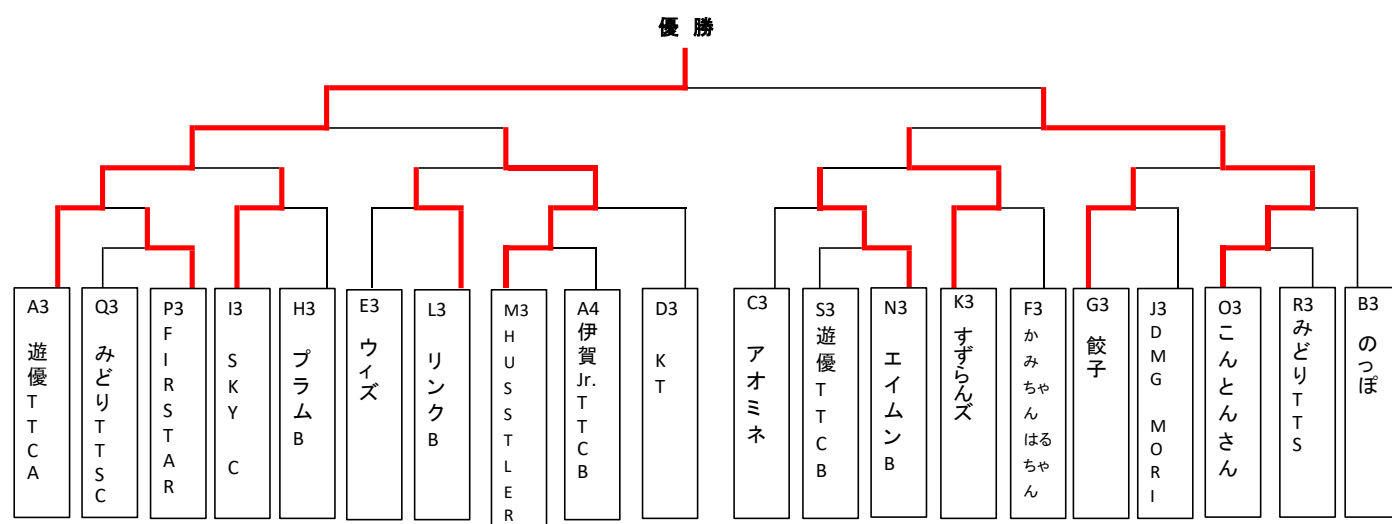 優 勝
A3 遊優TTCA
Q3 みどりTTSC
P3 FIRSTAR
I3 SKY C
H3 プラムB
E3 ウィズ
L3 リンクB
M3 HUSSTLER
A4 伊賀Jr.TTCB
D3 KT
C3 アオミネ
S3 遊優TTCB
N3 エイムンB
K3 すずらんズ
F3 かみちゃんはるちゃん
G3 餃子
J3 DMG MORI
O3 こんとんさん
R3 みどりTTS
B3 のっぽ